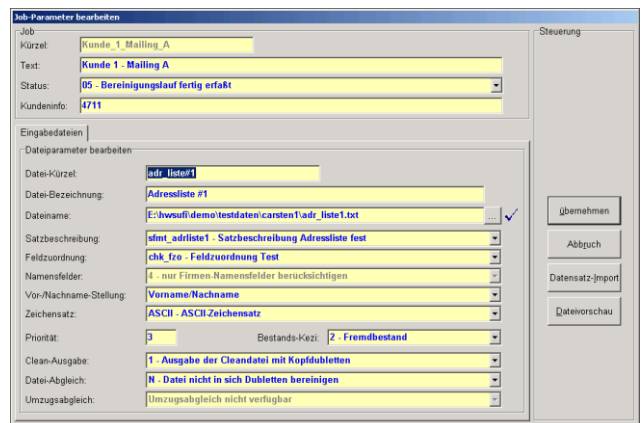 Job-Parameter bearbeiten
Job
Kürzel: Kunde_1_Mailing_A
Text: Kunde 1 - Mailing A
Status: 05 - Bereinigungslauf fertig erfaßt
Kundeninfo: 4711
Eingabedateien
Dateiparameter bearbeiten
Datei-Kürzel: adr_liste#1
Datei-Bezeichnung: Adressliste #1
Dateiname: E:\hwsufi\demo\testdaten\carsten1\adr_liste1.txt ...
Satzbeschreibung: sfmt_adrliste1 - Satzbeschreibung Adressliste fest
Feldzuordnung: chk_fzo - Feldzuordnung Test
Namensfelder: 4 - nur Firmen-Namensfelder berücksichtigen
Vor-/Nachname-Stellung: Vorname/Nachname
Zeichensatz: ASCII - ASCII-Zeichensatz
Priorität: 3 Bestands-Kezi: 2 - Fremdbestand
Clean-Ausgabe: 1 - Ausgabe der Cleandatei mit Kopfdubletten
Datei-Abgleich: N - Datei nicht in sich Dubletten bereinigen
Umzugsabgleich: Umzugsabgleich nicht verfügbar
Steuerung
übernehmen
Abbruch
Datensatz-Import
Dateivorschau